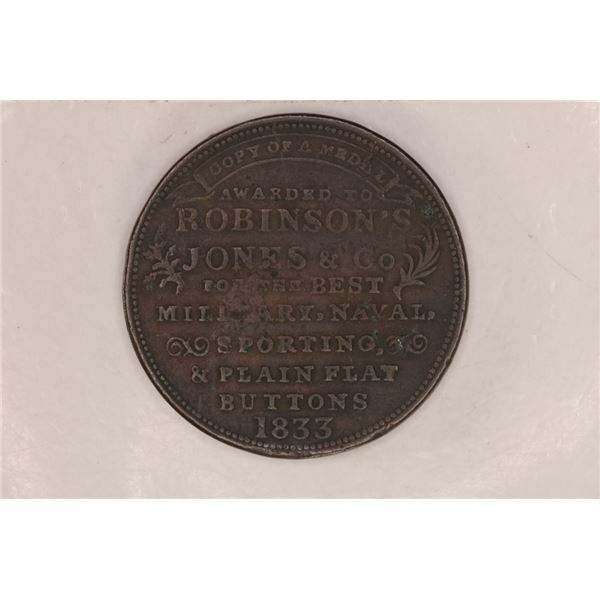 COPY OF A MEDAL
AWARDED TO
ROBINSON'S
JONES & Co
FOR THE BEST
MILITARY, NAVAL,
SPORTING,
& PLAIN FLAT
BUTTONS
1833